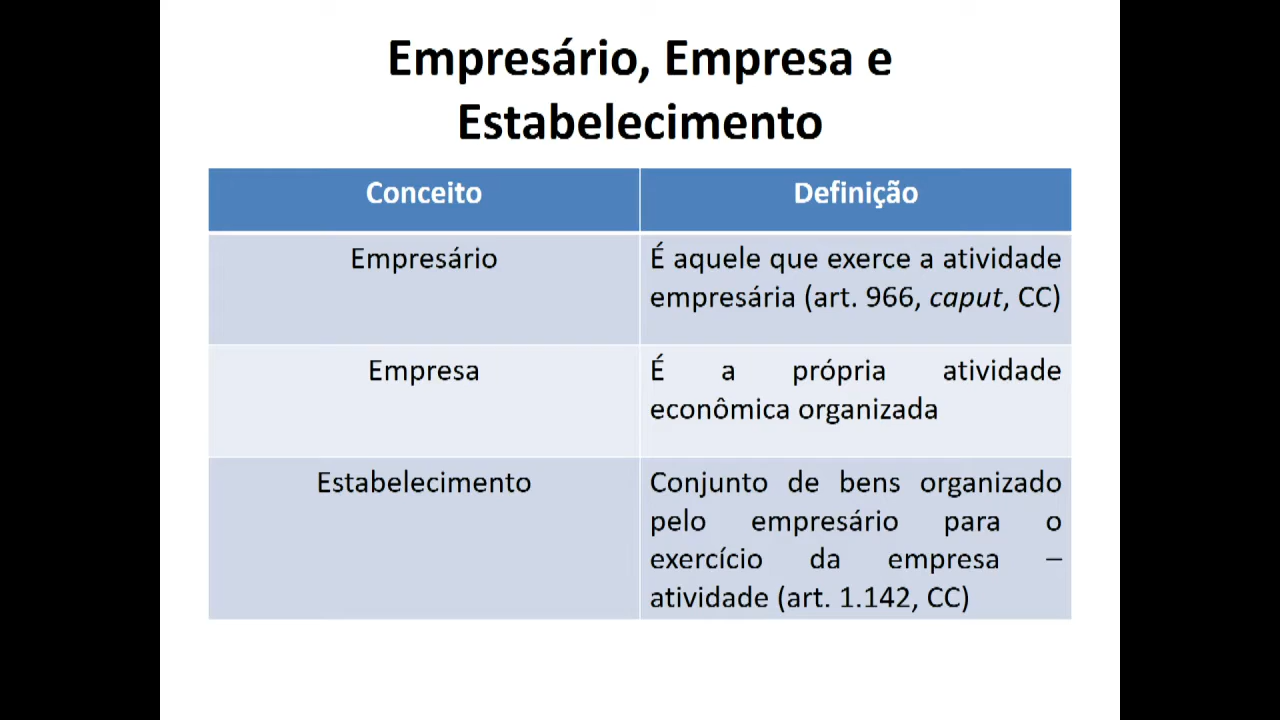 Empresário, Empresa e
Estabelecimento
Conceito
Definição
Empresário
É aquele que exerce a atividade
empresária (art. 966, caput, CC)
Empresa
É a própria atividade
econômica organizada
Estabelecimento
Conjunto de bens organizado
pelo empresário para o
exercício da empresa –
atividade (art. 1.142, CC)